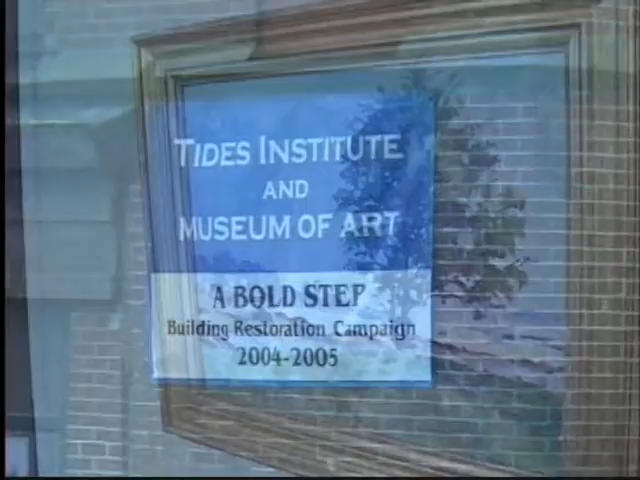 TIDES INSTITUTE
AND
MUSEUM OF ART
A BOLD STEP
Building Restoration Campaign
2004-2005